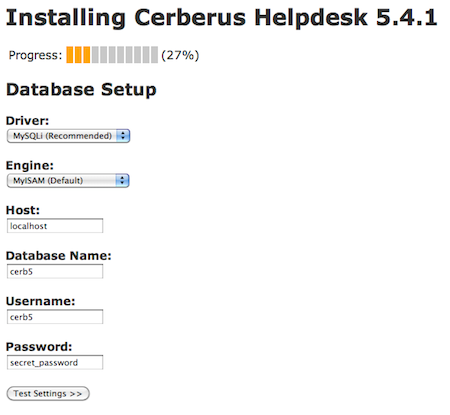 Installing Cerberus Helpdesk 5.4.1
Progress: (27%)
Database Setup
Driver:
MySQLi (Recommended)
Engine:
MyISAM (Default)
Host:
localhost
Database Name:
cerb5
Username:
cerb5
Password:
secret_password
Test Settings >>